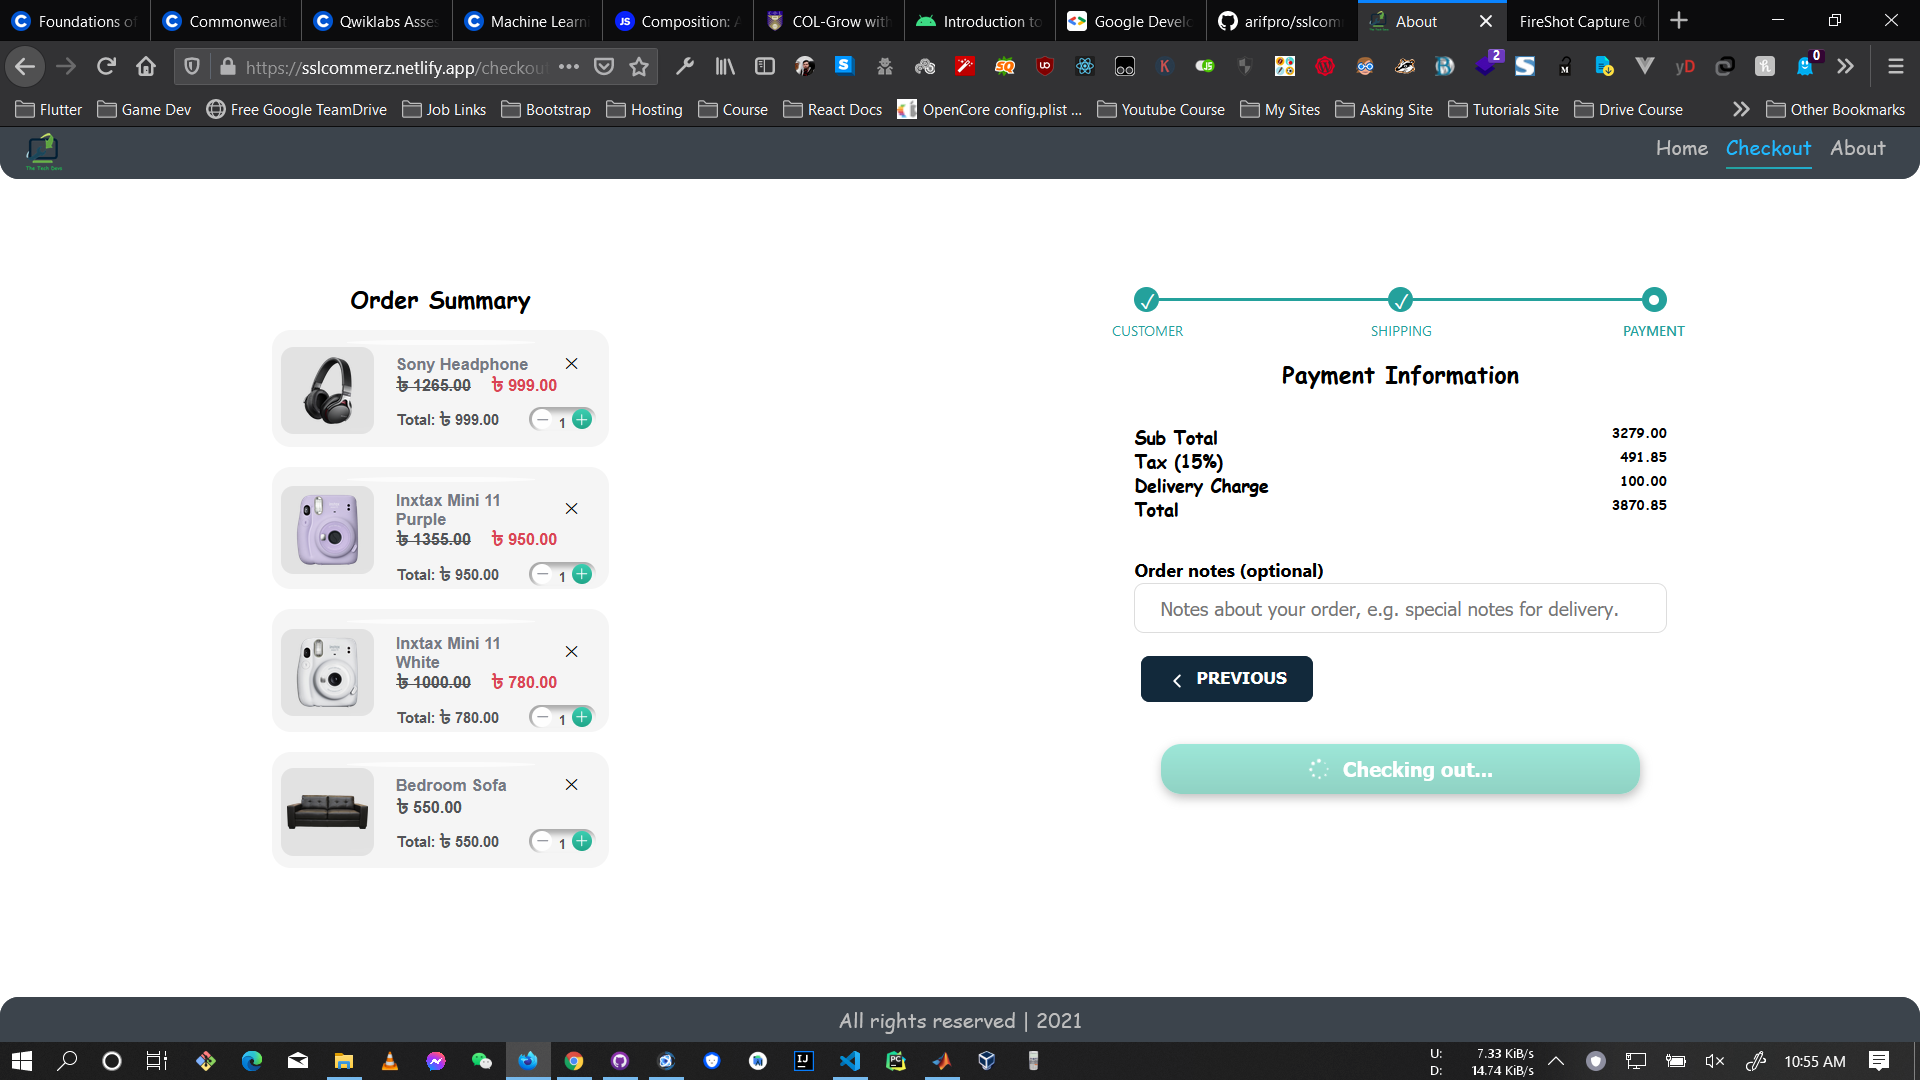 Foundations of
Commonwealt
Qwiklabs Asses
Machine Learni
Composition: A
COL-Grow with
Introduction to
Google Develo
arifpro/sslcom
About
FireShot Capture 00
https://sslcommerz.netlify.app/checkout
2
0
Flutter
Game Dev
Free Google TeamDrive
Job Links
Bootstrap
Hosting
Course
React Docs
OpenCore config.plist ...
Youtube Course
My Sites
Asking Site
Tutorials Site
Drive Course
Other Bookmarks
Home
Checkout
About
Order Summary
Sony Headphone
৳ 1265.00 ৳ 999.00
Total: ৳ 999.00
1
Inxtax Mini 11
Purple
৳ 1355.00 ৳ 950.00
Total: ৳ 950.00
1
Inxtax Mini 11
White
৳ 1000.00 ৳ 780.00
Total: ৳ 780.00
1
Bedroom Sofa
৳ 550.00
Total: ৳ 550.00
1
CUSTOMER
SHIPPING
PAYMENT
Payment Information
Sub Total 3279.00
Tax (15%) 491.85
Delivery Charge 100.00
Total 3870.85
Order notes (optional)
Notes about your order, e.g. special notes for delivery.
PREVIOUS
Checking out...
All rights reserved | 2021
U: 7.33 KiB/s
D: 14.74 KiB/s
10:55 AM